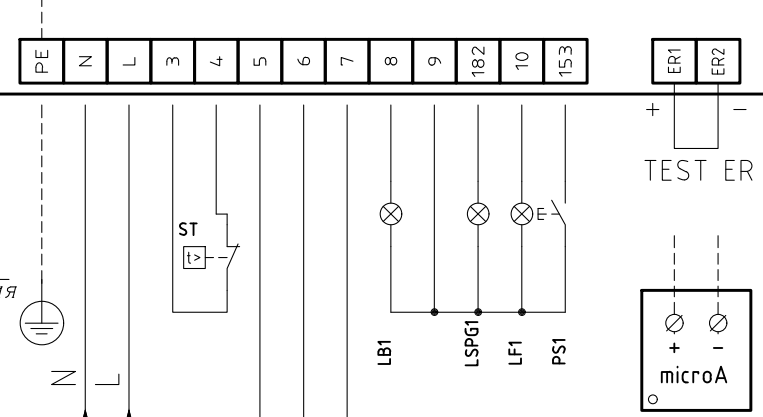 PE N L 3 4 5 6 7 8 9 182 10 153 ER1 ER2
+ −
TEST ER
ST
t>
ия
LB1 LSPG1 LF1 PS1
N L
+ −
microA